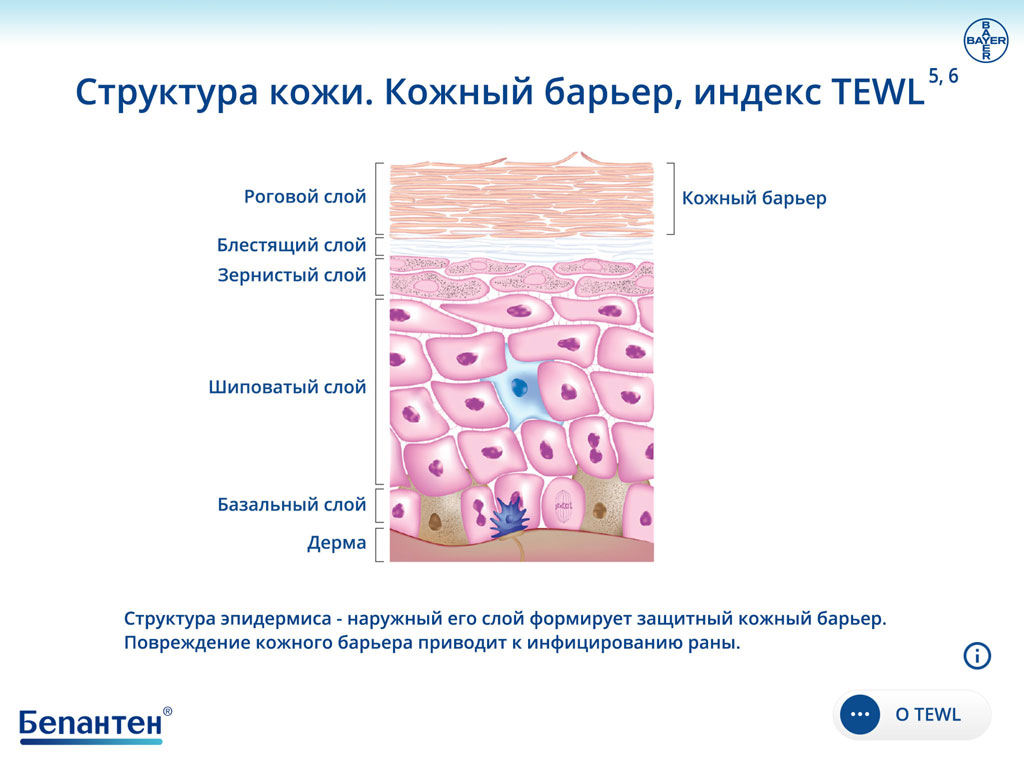 BAYER
BAYER
Структура кожи. Кожный барьер, индекс TEWL 5, 6
Роговой слой
Кожный барьер
Блестящий слой
Зернистый слой
Шиповатый слой
Базальный слой
Дерма
Структура эпидермиса - наружный его слой формирует защитный кожный барьер.
Повреждение кожного барьера приводит к инфицированию раны.
i
Бепантен®
О TEWL